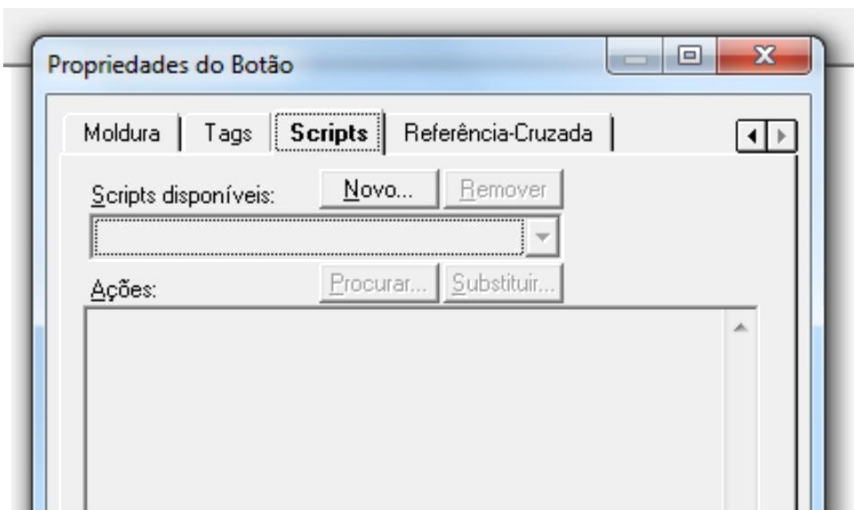 Propriedades do Botão
Moldura Tags Scripts Referência-Cruzada
Scripts disponíveis: Novo... Remover
Ações: Procurar... Substituir...